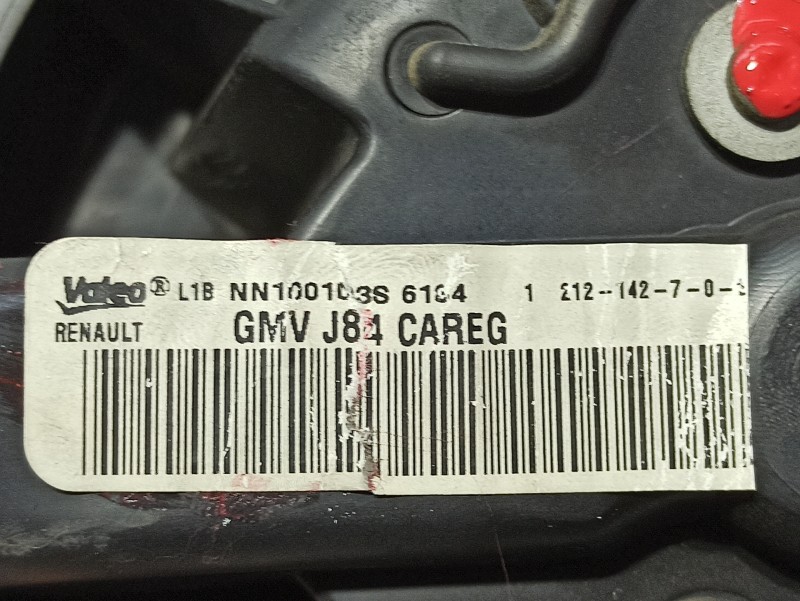 Valeo® L1B NN100103S 6184 1 212-142-7-0-
RENAULT GMV J84 CAREG